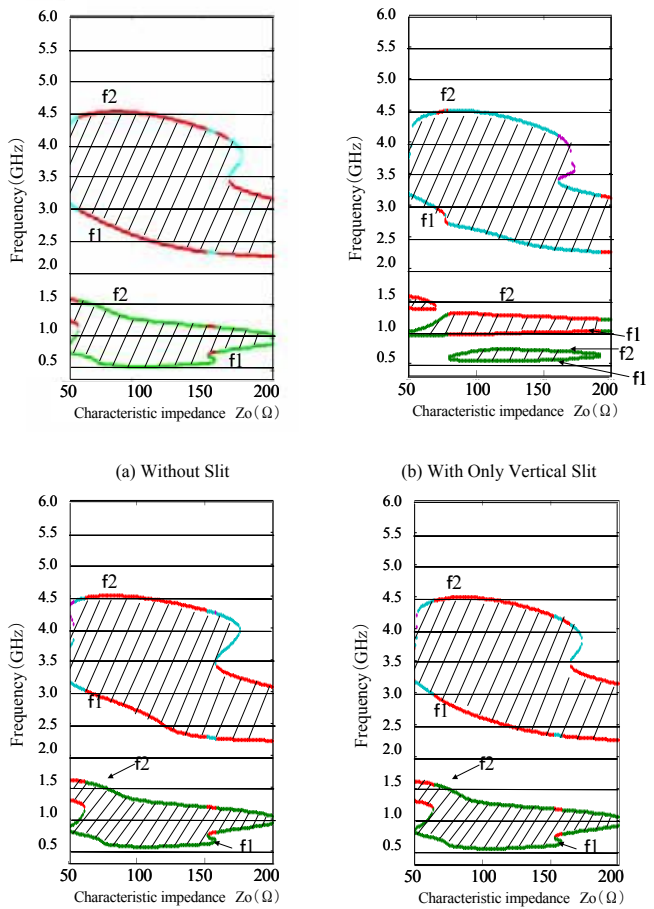 6.0
5.5
5.0
4.5
4.0
3.5
3.0
2.5
2.0
1.5
1.0
0.5
Frequency(GHz)
f2
f1
f2
f1
50 100 150 200
Characteristic impedance Zo(Ω)
(a) Without Slit
6.0
5.5
5.0
4.5
4.0
3.5
3.0
2.5
2.0
1.5
1.0
0.5
Frequency(GHz)
f2
f1
f2
f1
f2
f1
50 100 150 200
Characteristic impedance Zo(Ω)
(b) With Only Vertical Slit
6.0
5.5
5.0
4.5
4.0
3.5
3.0
2.5
2.0
1.5
1.0
0.5
Frequency(GHz)
f2
f1
f2
f1
50 100 150 200
Characteristic impedance Zo(Ω)
6.0
5.5
5.0
4.5
4.0
3.5
3.0
2.5
2.0
1.5
1.0
0.5
Frequency(GHz)
f2
f1
f2
f1
50 100 150 200
Characteristic impedance Zo(Ω)